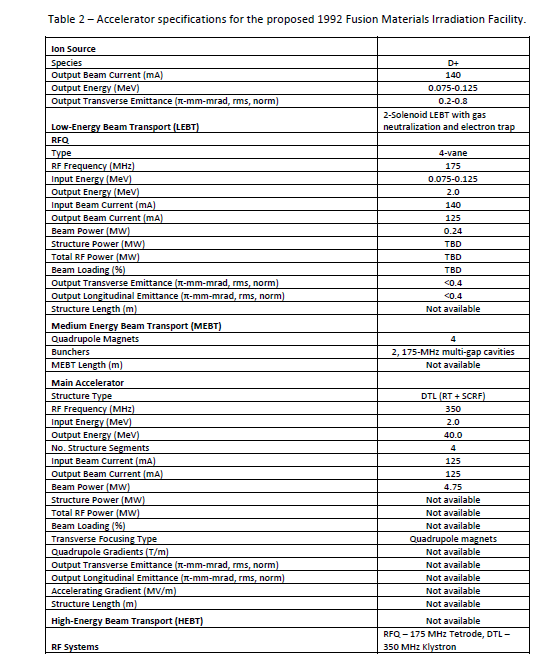 Table 2 – Accelerator specifications for the proposed 1992 Fusion Materials Irradiation Facility.
Ion Source
Species D+
Output Beam Current (mA) 140
Output Energy (MeV) 0.075-0.125
Output Transverse Emittance (π-mm-mrad, rms, norm) 0.2-0.8
2-Solenoid LEBT with gas
Low-Energy Beam Transport (LEBT) neutralization and electron trap
RFQ
Type 4-vane
RF Frequency (MHz) 175
Input Energy (MeV) 0.075-0.125
Output Energy (MeV) 2.0
Input Beam Current (mA) 140
Output Beam Current (mA) 125
Beam Power (MW) 0.24
Structure Power (MW) TBD
Total RF Power (MW) TBD
Beam Loading (%) TBD
Output Transverse Emittance (π-mm-mrad, rms, norm) <0.4
Output Longitudinal Emittance (π-mm-mrad, rms, norm) <0.4
Structure Length (m) Not available
Medium Energy Beam Transport (MEBT)
Quadrupole Magnets 4
Bunchers 2, 175-MHz multi-gap cavities
MEBT Length (m) Not available
Main Accelerator
Structure Type DTL (RT + SCRF)
RF Frequency (MHz) 350
Input Energy (MeV) 2.0
Output Energy (MeV) 40.0
No. Structure Segments 4
Input Beam Current (mA) 125
Output Beam Current (mA) 125
Beam Power (MW) 4.75
Structure Power (MW) Not available
Total RF Power (MW) Not available
Beam Loading (%) Not available
Transverse Focusing Type Quadrupole magnets
Quadrupole Gradients (T/m) Not available
Output Transverse Emittance (π-mm-mrad, rms, norm) Not available
Output Longitudinal Emittance (π-mm-mrad, rms, norm) Not available
Accelerating Gradient (MV/m) Not available
Structure Length (m) Not available
High-Energy Beam Transport (HEBT) Not available
RFQ – 175 MHz Tetrode, DTL –
RF Systems 350 MHz Klystron